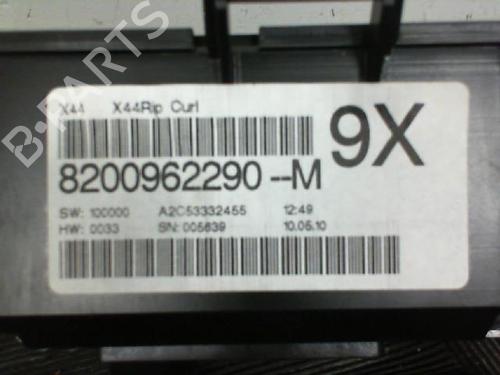 X44 X44Rip Curl
9X
8200962290--M
SW: 100000 A2C53332455 12:49
HW: 0033 SN: 005639 10.05.10
B-PARTS